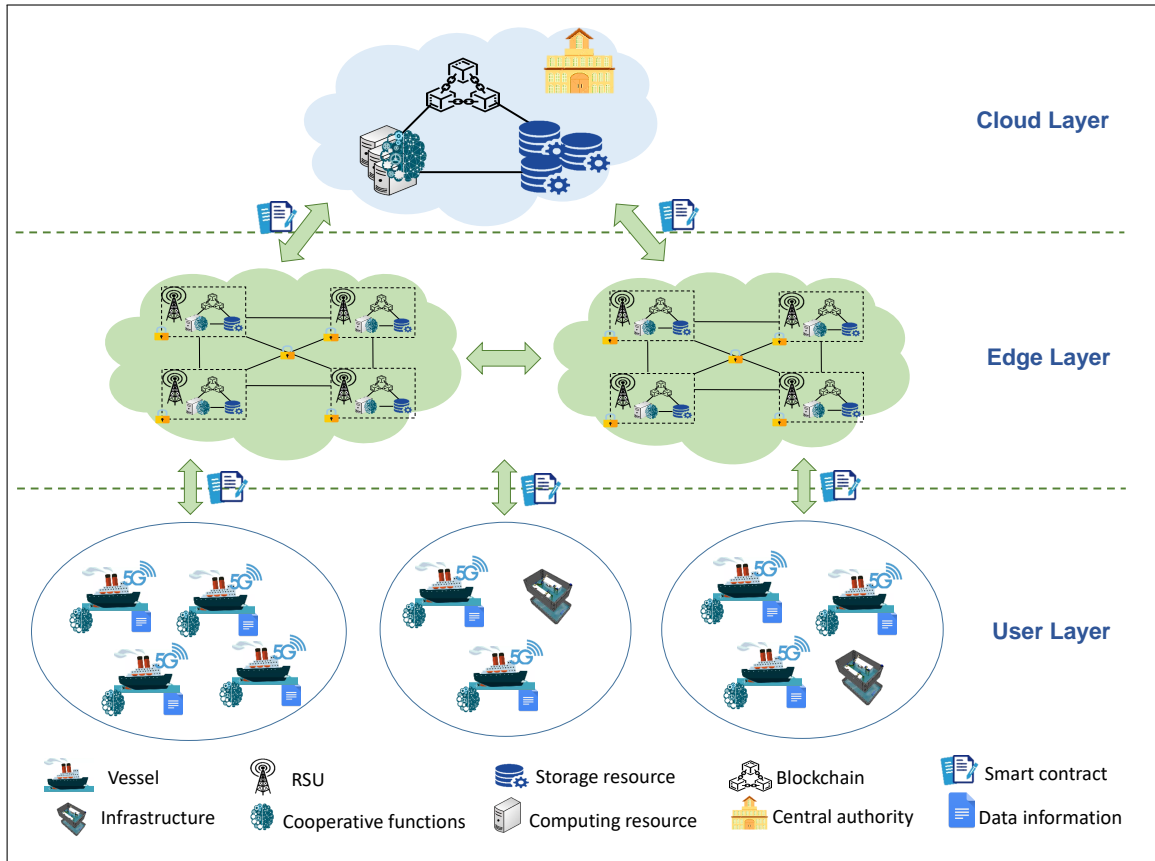 Cloud Layer
Edge Layer
5G
5G
5G
5G
5G
5G
5G
5G
5G
User Layer
Vessel
RSU
Storage resource
Blockchain
Smart contract
Infrastructure
Cooperative functions
Computing resource
Central authority
Data information